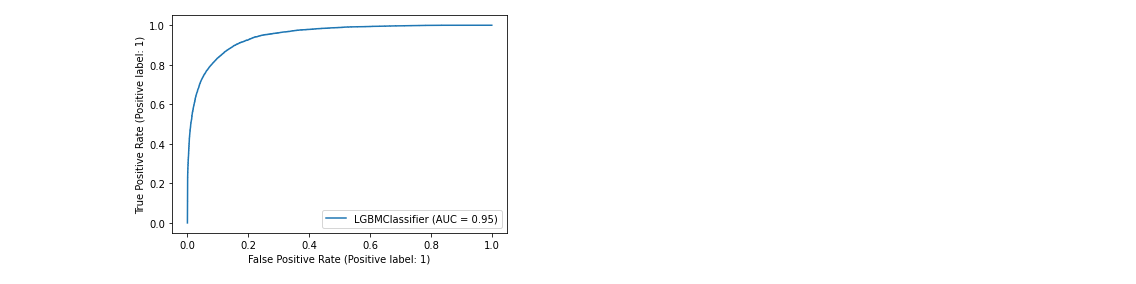 True Positive Rate (Positive label: 1)
1.0
0.8
0.6
0.4
0.2
0.0
LGBMClassifier (AUC = 0.95)
0.0 0.2 0.4 0.6 0.8 1.0
False Positive Rate (Positive label: 1)